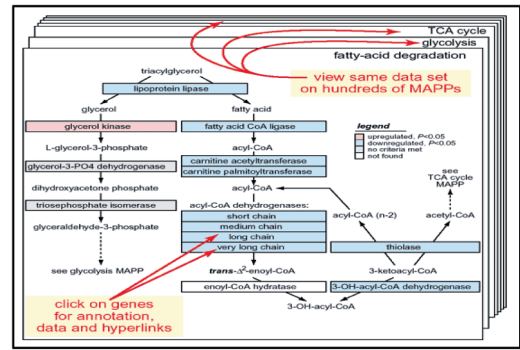 TCA cycle
glycolysis
fatty-acid degradation
view same data set
on hundreds of MAPPs
triacylglycerol
lipoprotein lipase
glycerol
fatty acid
glycerol kinase
fatty acid CoA ligase
legend
upregulated, P<0.05
downregulated, P<0.05
no criteria met
not found
L-glycerol-3-phosphate
acyl-CoA
glycerol-3-PO4 dehydrogenase
carnitine acetyltransferase
carnitine palmitoyltransferase
dihydroxyacetone phosphate
acyl-CoA
see
TCA cycle
MAPP
triosephosphate isomerase
acyl-CoA dehydrogenases:
short chain
medium chain
long chain
very long chain
acyl-CoA (n-2)
acetyl-CoA
glyceraldehyde-3-phosphate
thiolase
see glycolysis MAPP
trans-Δ²-enoyl-CoA
3-ketoacyl-CoA
enoyl-CoA hydratase
3-OH-acyl-CoA dehydrogenase
3-OH-acyl-CoA
click on genes
for annotation,
data and hyperlinks